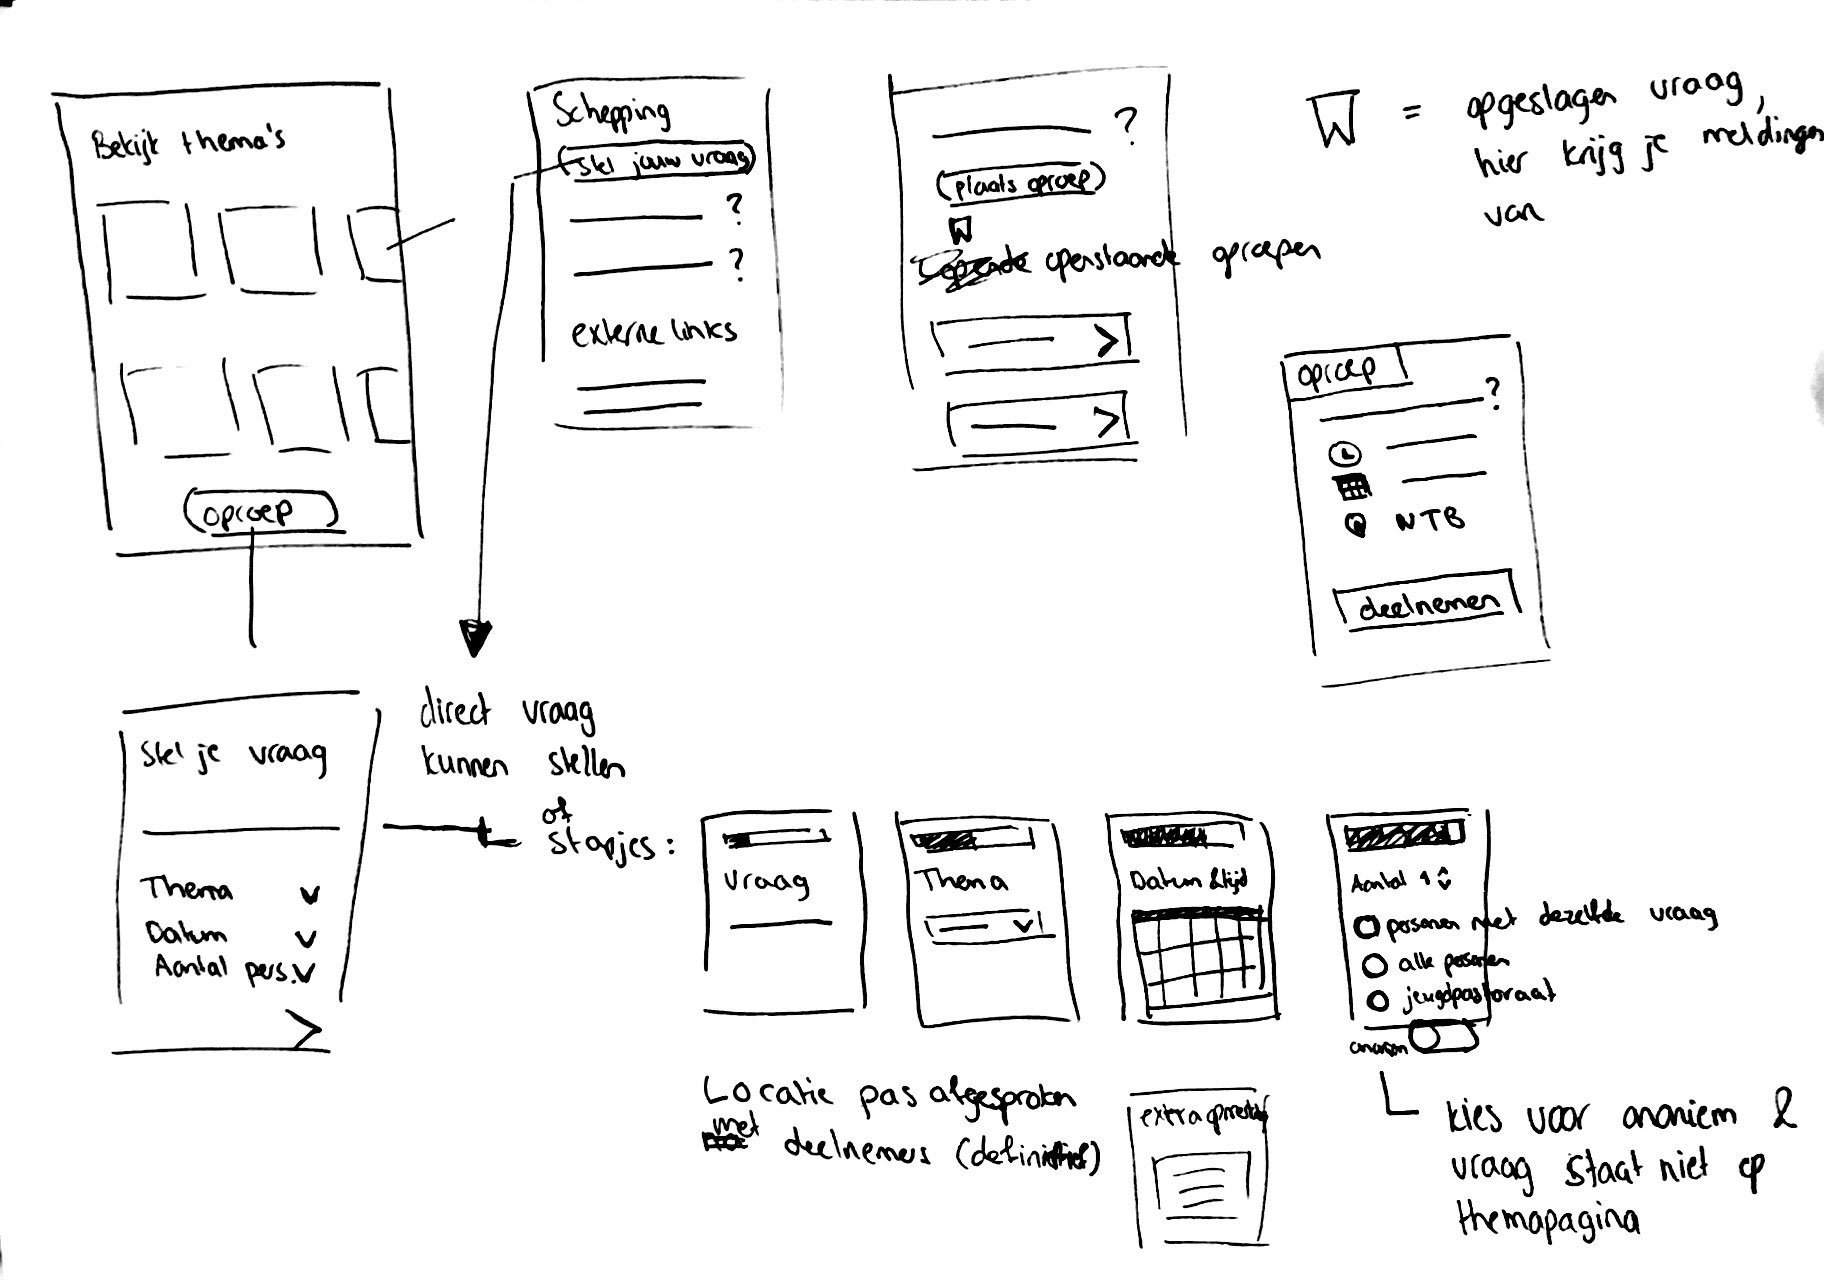 Bekijk thema's
oproep
Schepping
Stel jouw vraag
?
?
externe links
?
plaats oproep
openstaande oproepen
= opgeslagen vraag,
hier krijg je meldingen
van
oproep
?
NTB
deelnemen
Stel je vraag
Thema
Datum
Aantal pers.
direct vraag
kunnen stellen
of
stapjes:
vraag
Thema
Datum & tijd
Aantal 1
personen met dezelfde vraag
alle personen
jeugdpastoraat
anoniem
Locatie pas afgesproken
met deelnemers (definitief)
extra opmerking
kies voor anoniem &
vraag staat niet op
themapagina